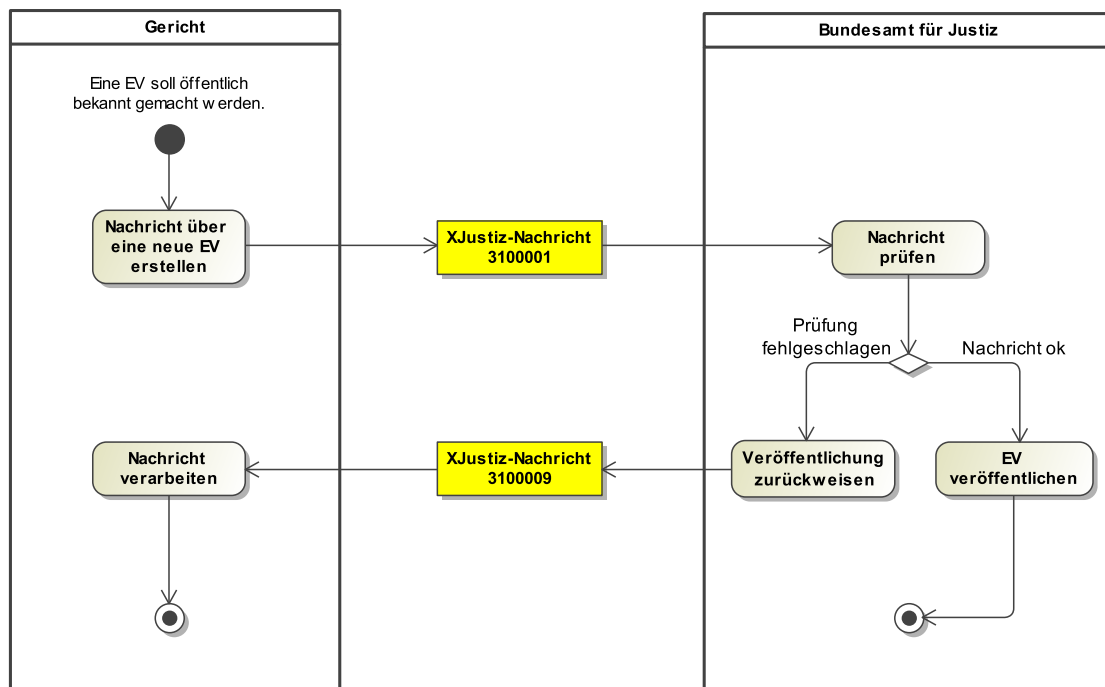 Gericht
Bundesamt für Justiz
Eine EV soll öffentlich
bekannt gemacht werden.
Nachricht über
eine neue EV
erstellen
XJustiz-Nachricht
3100001
Nachricht
prüfen
Prüfung
fehlgeschlagen
Nachricht ok
Nachricht
verarbeiten
XJustiz-Nachricht
3100009
Veröffentlichung
zurückweisen
EV
veröffentlichen